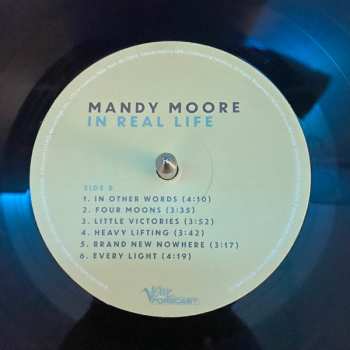 MANDY MOORE
IN REAL LIFE
SIDE B
1. IN OTHER WORDS (4:10)
2. FOUR MOONS (3:35)
3. LITTLE VICTORIES (3:52)
4. HEAVY LIFTING (3:42)
5. BRAND NEW NOWHERE (3:17)
6. EVERY LIGHT (4:19)
Verve
FORECAST